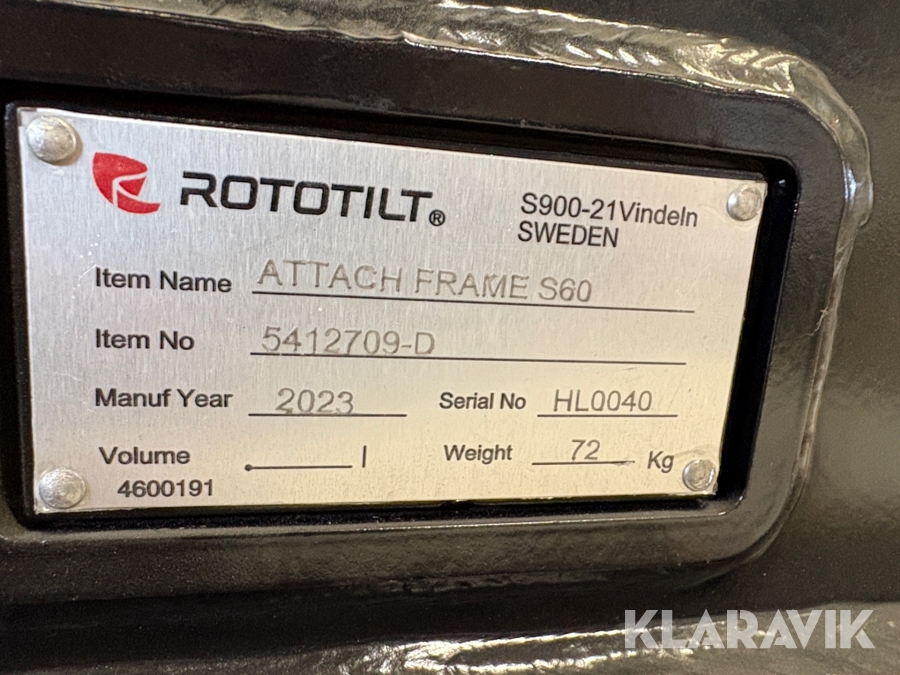 ROTOTILT®
S900-21Vindeln
SWEDEN
Item Name ATTACH FRAME S60
Item No 5412709-D
Manuf Year 2023 Serial No HL0040
Volume l Weight 72 Kg
4600191
KLARAVIK